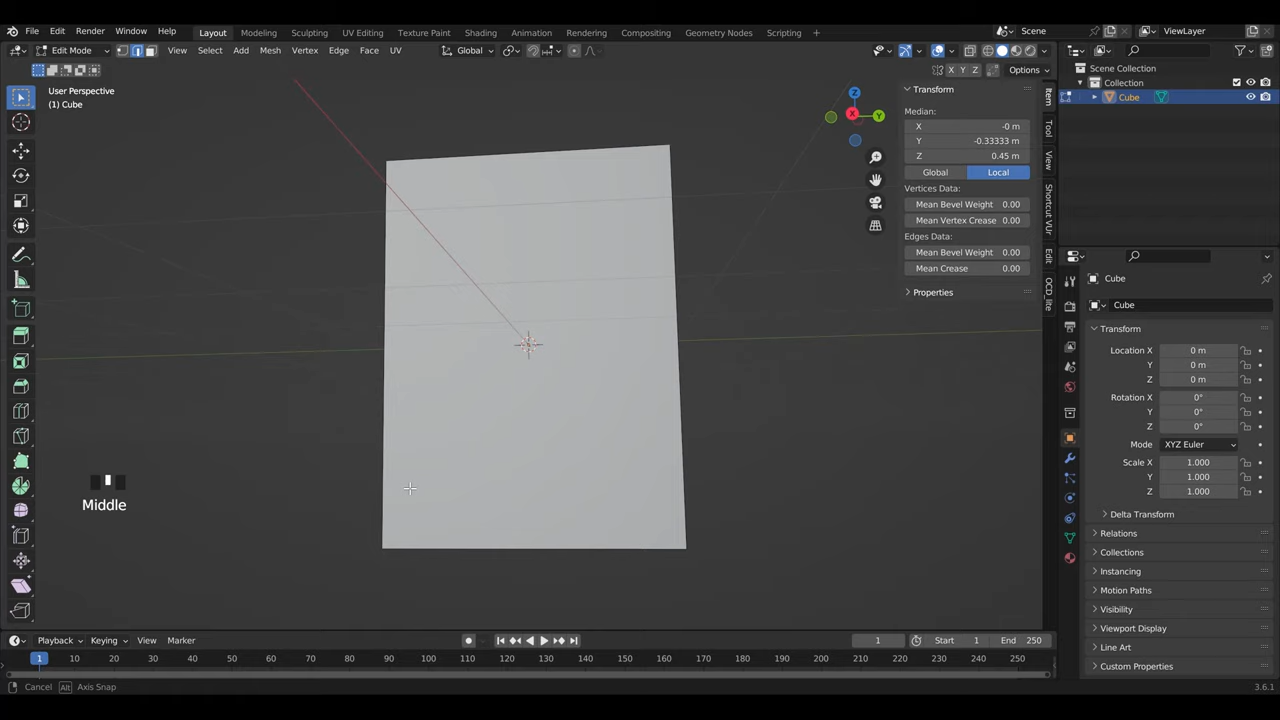 File Edit Render Window Help Layout Modeling Sculpting UV Editing Texture Paint Shading Animation Rendering Compositing Geometry Nodes Scripting + Scene ViewLayer
Edit Mode View Select Add Mesh Vertex Edge Face UV Global
X Y Z Options
User Perspective
(1) Cube
Z
X
Y
Transform
Median:
X -0 m
Y -0.33333 m
Z 0.45 m
Global Local
Vertices Data:
Mean Bevel Weight 0.00
Mean Vertex Crease 0.00
Edges Data:
Mean Bevel Weight 0.00
Mean Crease 0.00
Properties
Item
Tool
View
Shortcut VUr
Edit
OCD_lite
Scene Collection
Collection
Cube
Cube
Cube
Transform
Location X 0 m
Y 0 m
Z 0 m
Rotation X 0°
Y 0°
Z 0°
Mode XYZ Euler
Scale X 1.000
Y 1.000
Z 1.000
Delta Transform
Relations
Collections
Instancing
Motion Paths
Visibility
Viewport Display
Line Art
Custom Properties
Middle
Playback Keying View Marker 1 Start 1 End 250
1 10 20 30 40 50 60 70 80 90 100 110 120 130 140 150 160 170 180 190 200 210 220 230 240 250
Cancel Alt Axis Snap 3.6.1